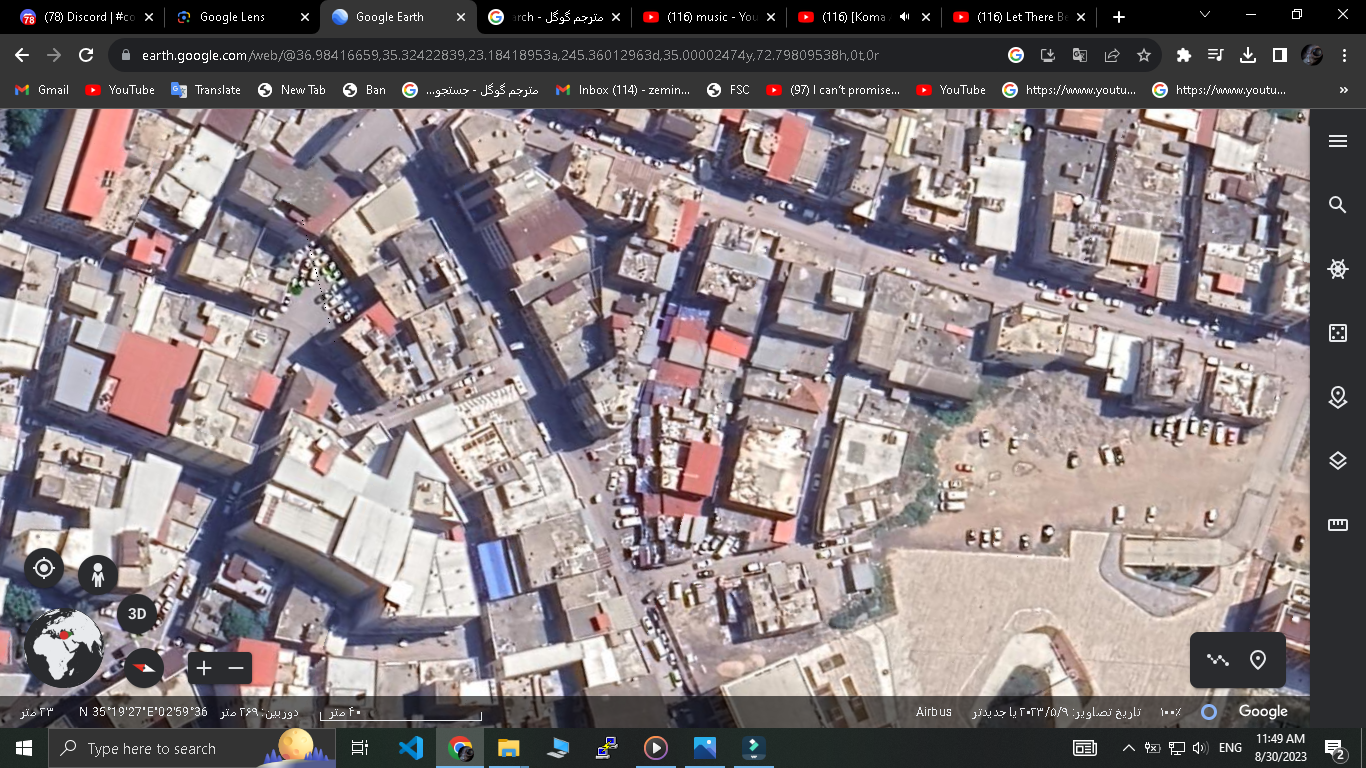 (78) Discord | #co
Google Lens
Google Earth
مترجم گوگل - arch
(116) music - You
(116) [Koma
(116) Let There Be
earth.google.com/web/@36.98416659,35.32422839,23.18418953a,245.36012963d,35.00002474y,72.79809538h,0t,0r
Gmail
YouTube
Translate
New Tab
Ban
مترجم گوگل - جستجو...
Inbox (114) - zemin...
FSC
(97) I can't promise...
YouTube
https://www.youtu...
https://www.youtu...
»
3D
۲۳ متر
N 35°19'27"E°02'59°36
دوربین: ۲۶۹ متر
۴۰ متر
Airbus
تاریخ تصاویر: ۲۰۲۳/۵/۹ یا جدیدتر
۱۰۰٪
Google
Type here to search
ENG
11:49 AM
8/30/2023
2